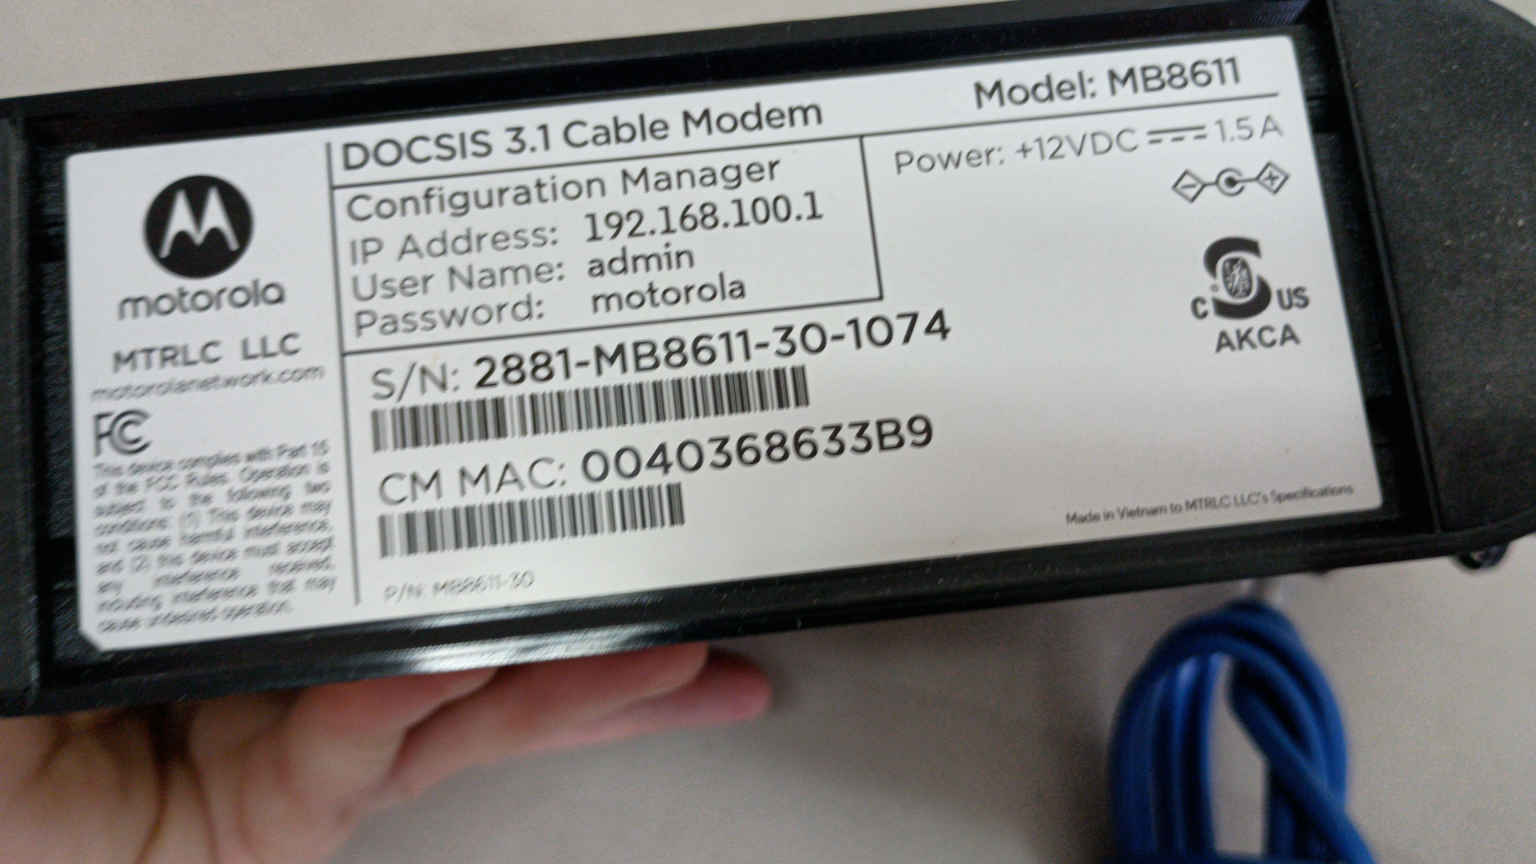 DOCSIS 3.1 Cable Modem
Model: MB8611
motorola
MTRLC LLC
motorolanetwork.com
FC
This device complies with Part 15
of the FCC Rules. Operation is
subject to the following two
conditions: (1) This device may
not cause harmful interference,
and (2) this device must accept
any interference received,
including interference that may
cause undesired operation.
Configuration Manager
IP Address: 192.168.100.1
User Name: admin
Password: motorola
Power: +12VDC 1.5A
C US
AKCA
S/N: 2881-MB8611-30-1074
CM MAC: 0040368633B9
P/N: MB8611-30
Made in Vietnam to MTRLC LLC's Specifications